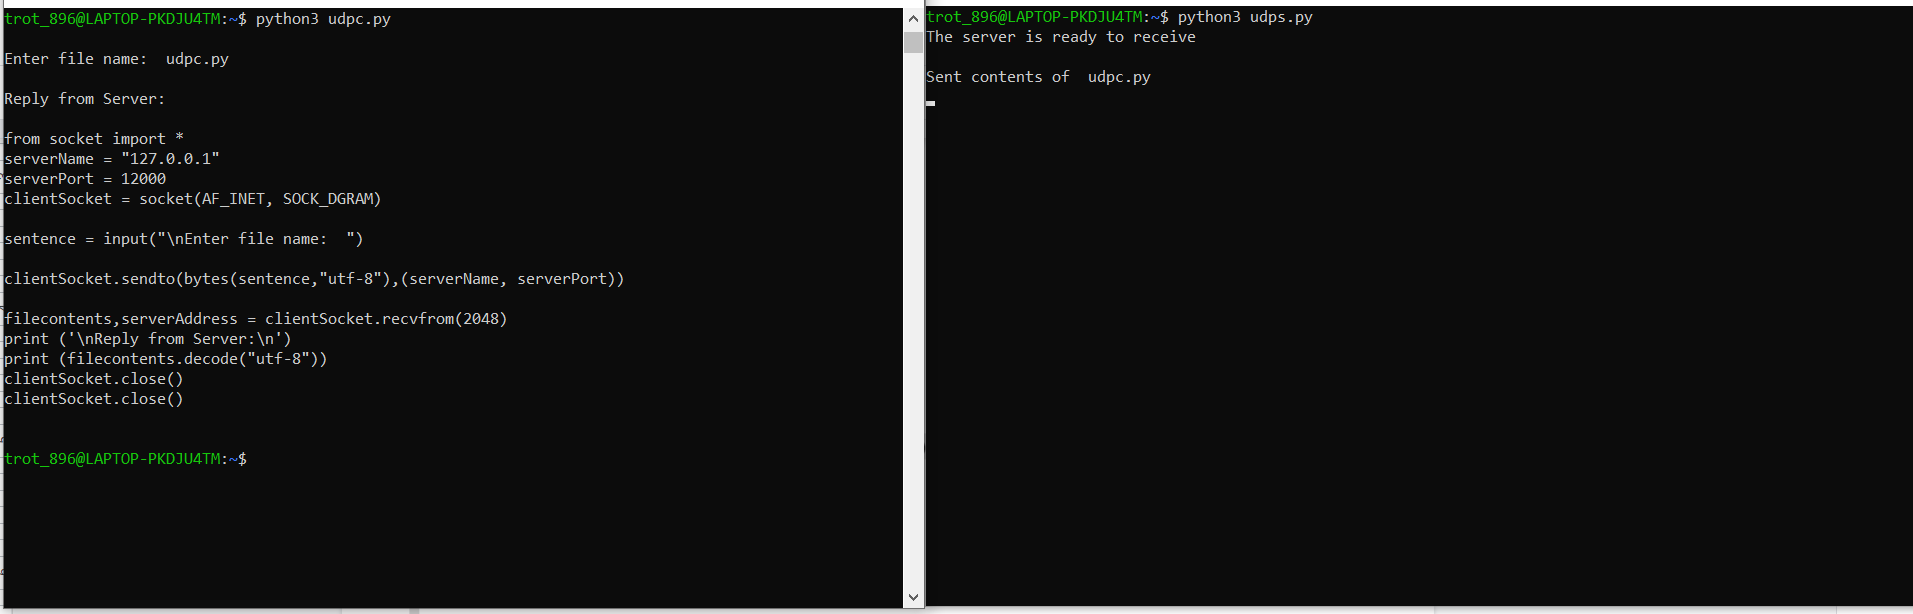 trot_896@LAPTOP-PKDJU4TM:~$ python3 udpc.py
Enter file name:  udpc.py
Reply from Server:
from socket import *
serverName = "127.0.0.1"
serverPort = 12000
clientSocket = socket(AF_INET, SOCK_DGRAM)
sentence = input("\nEnter file name:  ")
clientSocket.sendto(bytes(sentence,"utf-8"),(serverName, serverPort))
filecontents,serverAddress = clientSocket.recvfrom(2048)
print ('\nReply from Server:\n')
print (filecontents.decode("utf-8"))
clientSocket.close()
clientSocket.close()
trot_896@LAPTOP-PKDJU4TM:~$
trot_896@LAPTOP-PKDJU4TM:~$ python3 udps.py
The server is ready to receive
Sent contents of  udpc.py